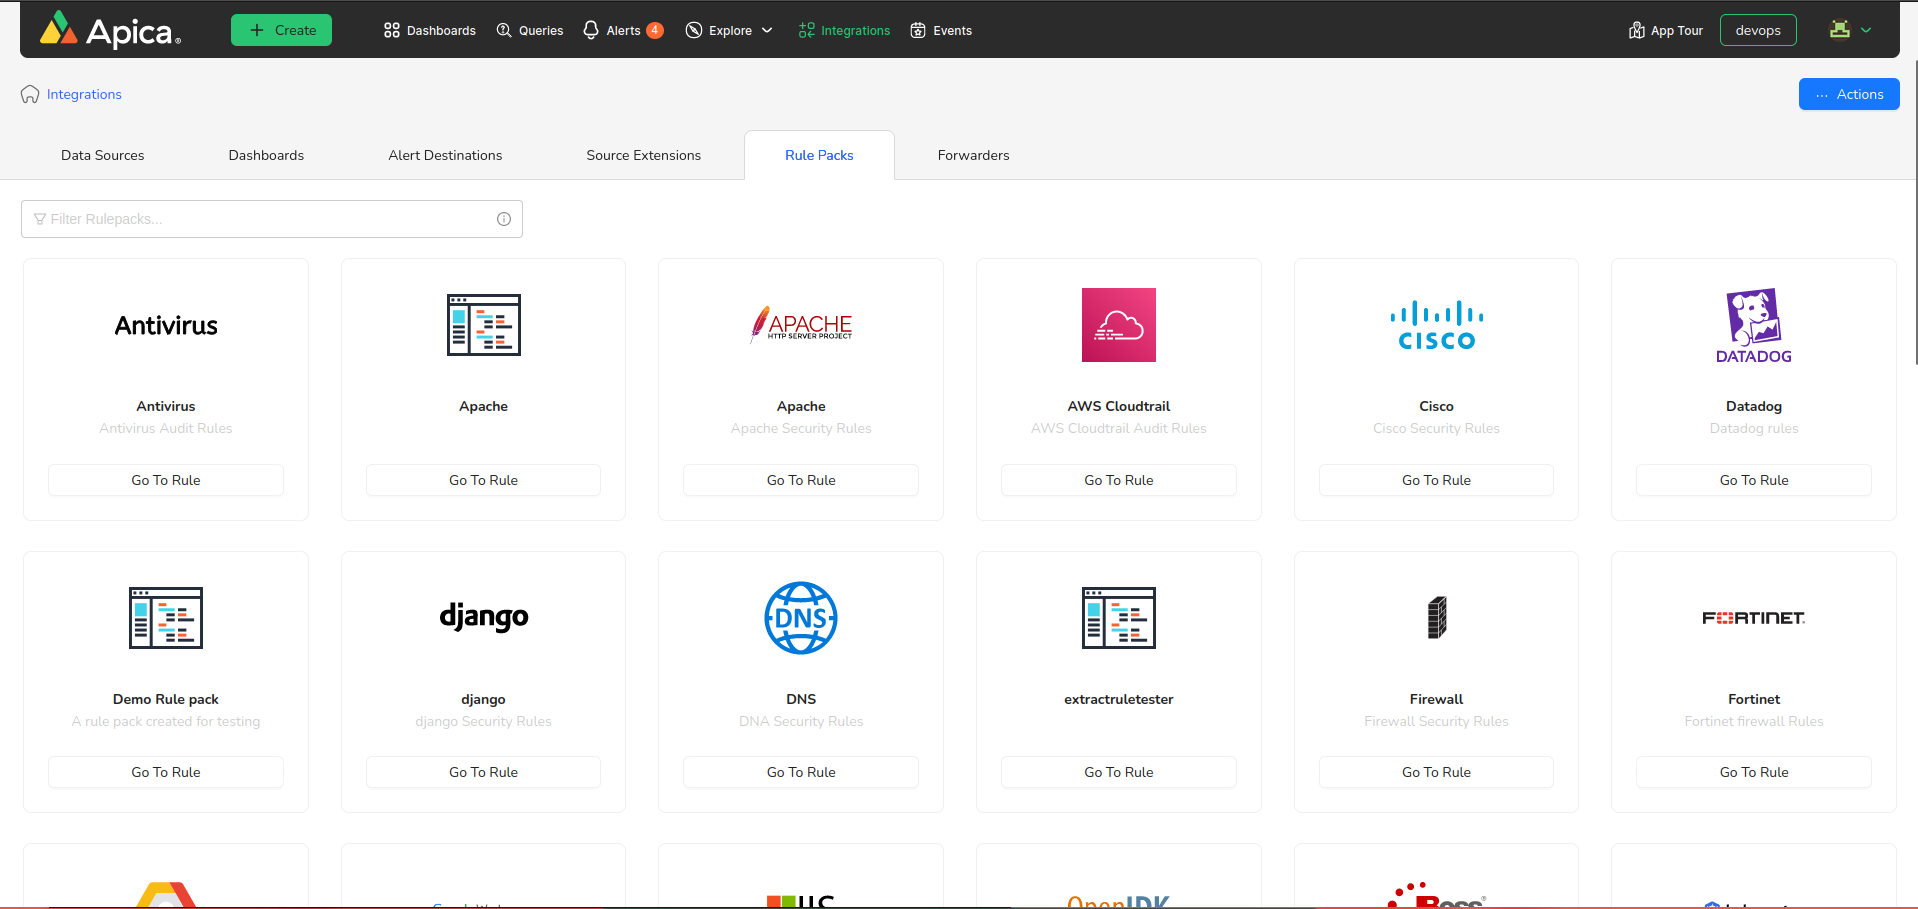 Apica®
Create
Dashboards
Queries
Alerts 4
Explore
Integrations
Events
App Tour
devops
Integrations
··· Actions
Data Sources
Dashboards
Alert Destinations
Source Extensions
Rule Packs
Forwarders
Filter Rulepacks...
Antivirus
APACHE
HTTP SERVER PROJECT
CISCO
DATADOG
Antivirus
Apache
Apache
AWS Cloudtrail
Cisco
Datadog
Antivirus Audit Rules
Apache Security Rules
AWS Cloudtrail Audit Rules
Cisco Security Rules
Datadog rules
Go To Rule
Go To Rule
Go To Rule
Go To Rule
Go To Rule
Go To Rule
django
DNS
FORTINET
Demo Rule pack
django
DNS
extractruletester
Firewall
Fortinet
A rule pack created for testing
django Security Rules
DNA Security Rules
Firewall Security Rules
Fortinet firewall Rules
Go To Rule
Go To Rule
Go To Rule
Go To Rule
Go To Rule
Go To Rule
OpenIDK